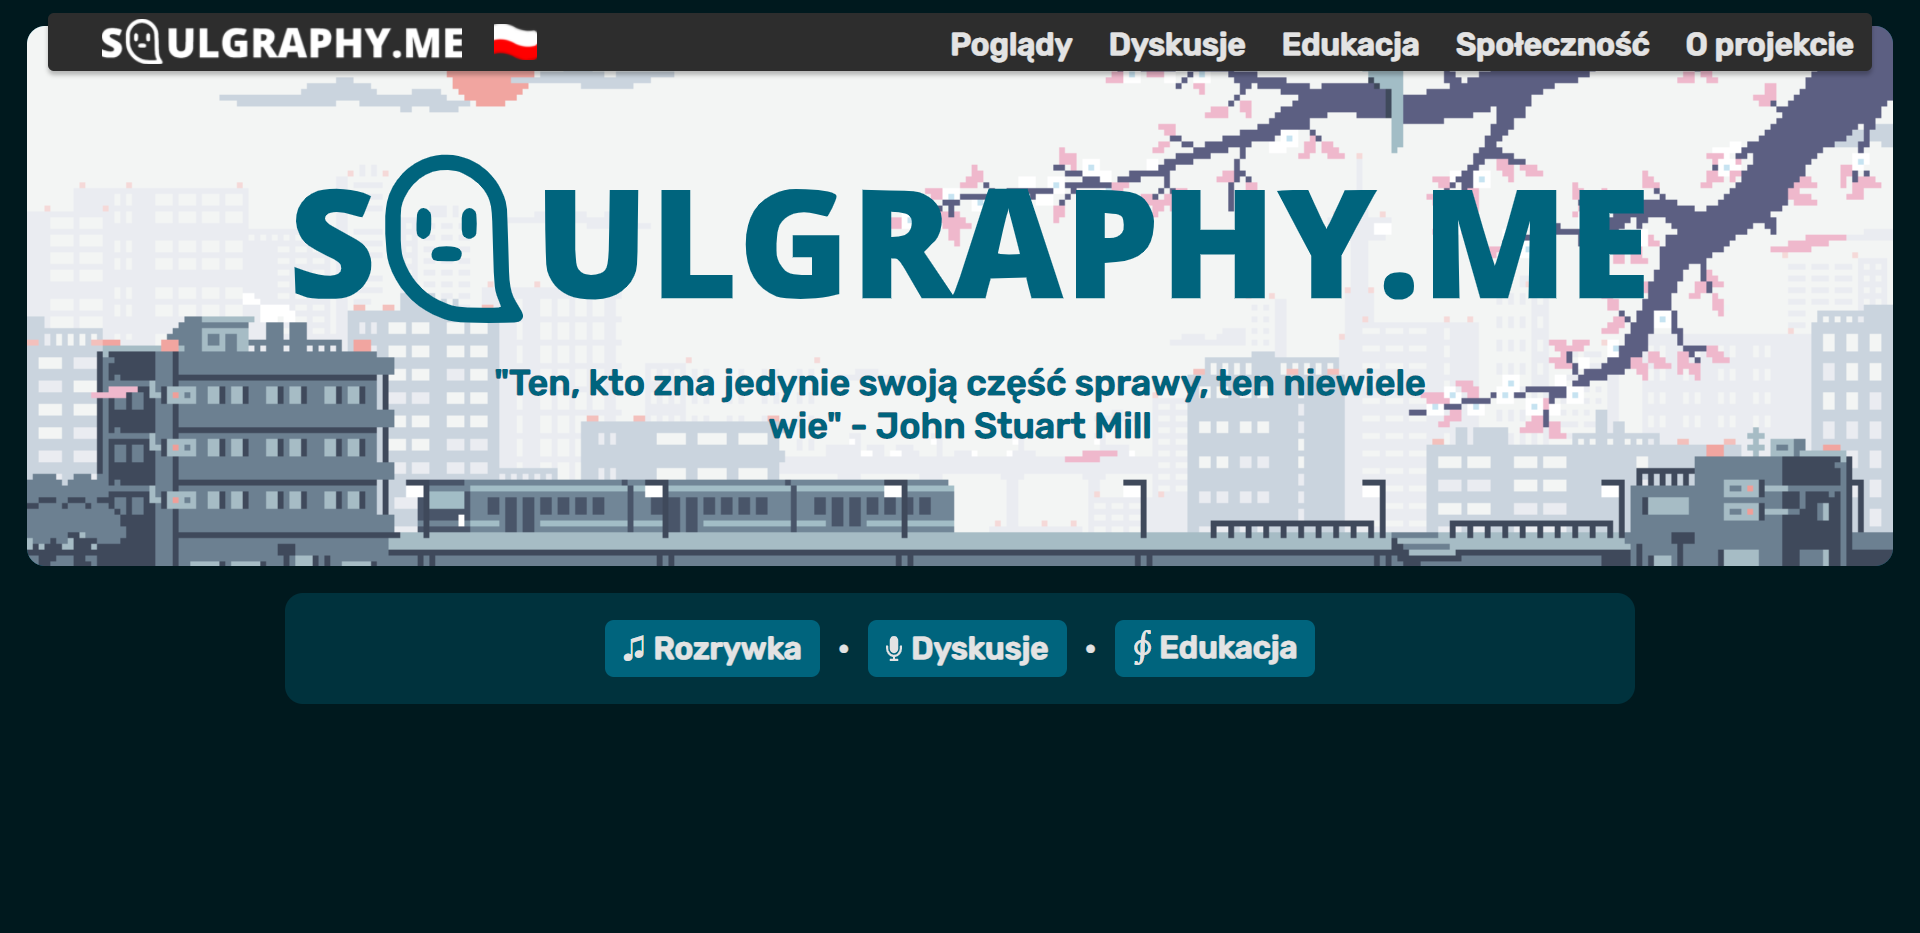 SOULGRAPHY.ME
Poglądy Dyskusje Edukacja Społeczność O projekcie
SOULGRAPHY.ME
"Ten, kto zna jedynie swoją część sprawy, ten niewiele
wie" - John Stuart Mill
♫ Rozrywka • Dyskusje • ∮ Edukacja